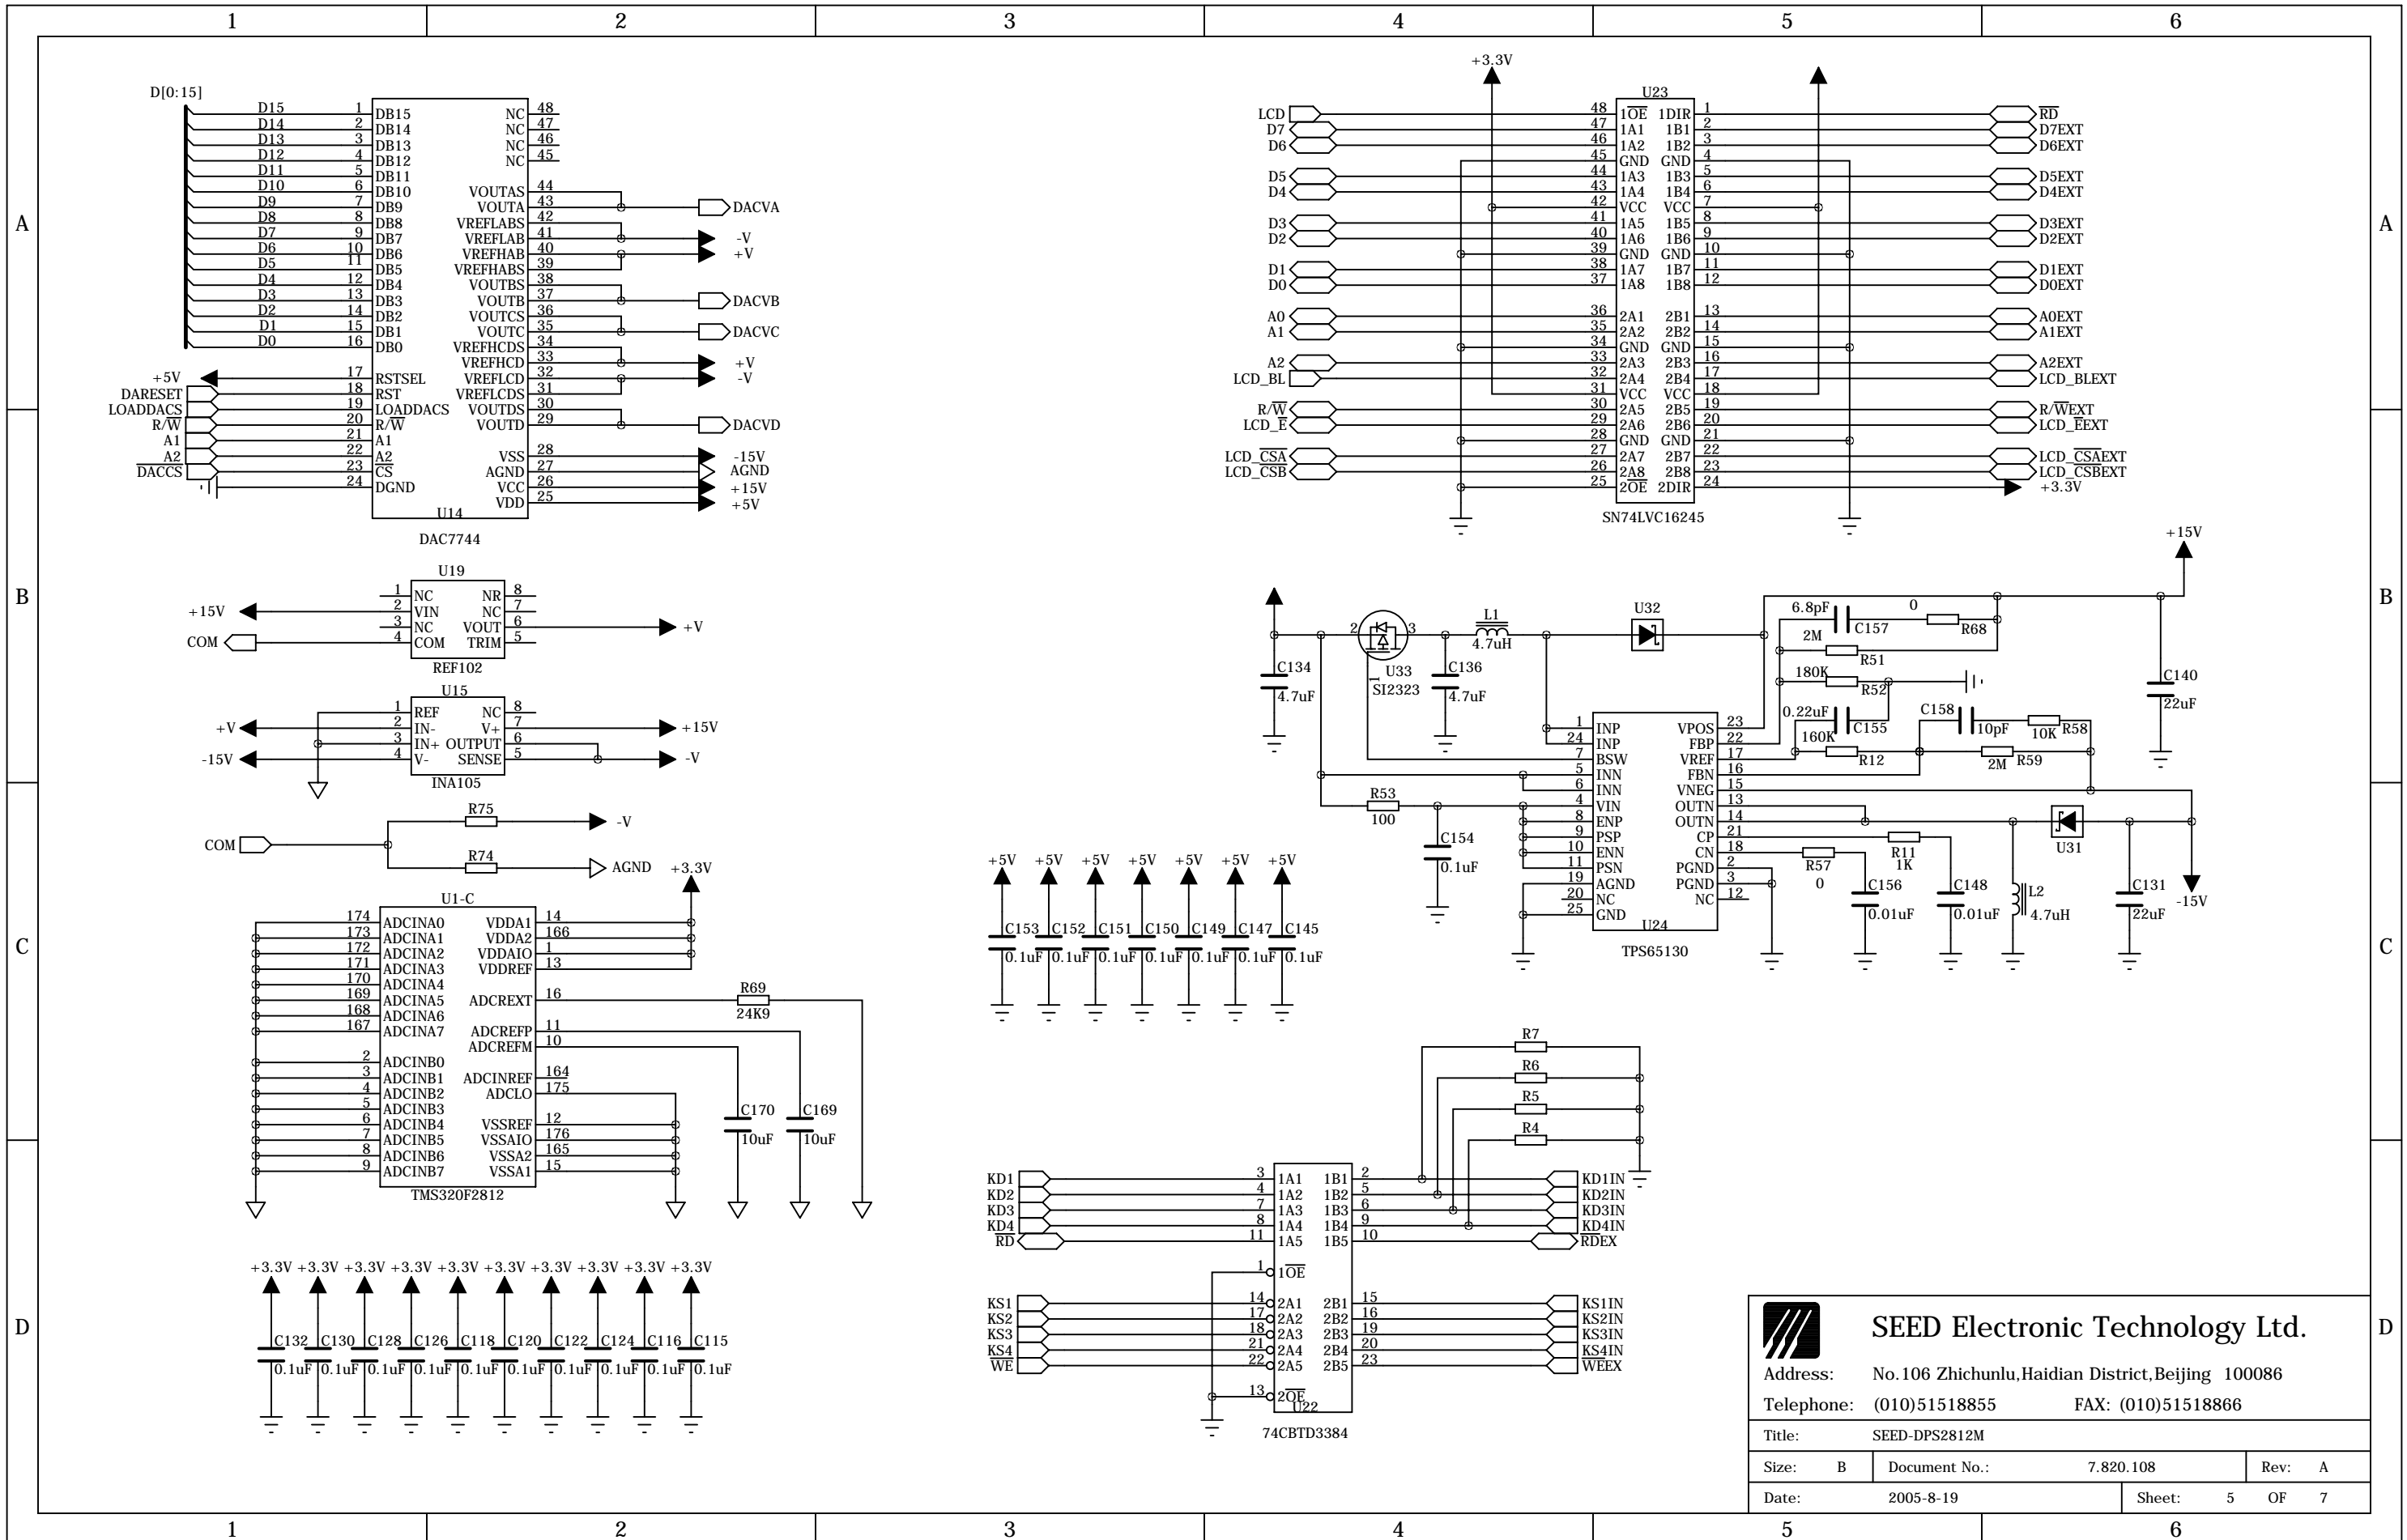 1 2 3 4 5 6
A
B
C
D
D[0:15]
D15 1 DB15 NC 48
D14 2 DB14 NC 47
D13 3 DB13 NC 46
D12 4 DB12 NC 45
D11 5 DB11
D10 6 DB10 VOUTAS 44
D9 7 DB9 VOUTA 43 DACVA
D8 8 DB8 VREFLABS 42
D7 9 DB7 VREFLAB 41 -V
D6 10 DB6 VREFHAB 40 +V
D5 11 DB5 VREFHABS 39
D4 12 DB4 VOUTBS 38
D3 13 DB3 VOUTB 37 DACVB
D2 14 DB2 VOUTCS 36
D1 15 DB1 VOUTC 35 DACVC
D0 16 DB0 VREFHCDS 34
VREFHCD 33 +V
+5V 17 RSTSEL VREFLCD 32 -V
DARESET 18 RST VREFLCDS 31
LOADDACS 19 LOADDACS VOUTDS 30
R/W 20 R/W VOUTD 29 DACVD
A1 21 A1
A2 22 A2 VSS 28 -15V
DACCS 23 CS AGND 27 AGND
24 DGND VCC 26 +15V
VDD 25 +5V
U14
DAC7744
+3.3V
U23
LCD 48 1OE 1DIR 1 RD
D7 47 1A1 1B1 2 D7EXT
D6 46 1A2 1B2 3 D6EXT
45 GND GND 4
D5 44 1A3 1B3 5 D5EXT
D4 43 1A4 1B4 6 D4EXT
42 VCC VCC 7
D3 41 1A5 1B5 8 D3EXT
D2 40 1A6 1B6 9 D2EXT
39 GND GND 10
D1 38 1A7 1B7 11 D1EXT
D0 37 1A8 1B8 12 D0EXT
A0 36 2A1 2B1 13 A0EXT
A1 35 2A2 2B2 14 A1EXT
34 GND GND 15
A2 33 2A3 2B3 16 A2EXT
LCD_BL 32 2A4 2B4 17 LCD_BLEXT
31 VCC VCC 18
R/W 30 2A5 2B5 19 R/WEXT
LCD_E 29 2A6 2B6 20 LCD_EEXT
28 GND GND 21
LCD_CSA 27 2A7 2B7 22 LCD_CSAEXT
LCD_CSB 26 2A8 2B8 23 LCD_CSBEXT
25 2OE 2DIR 24 +3.3V
SN74LVC16245
U19
1 NC NR 8
+15V 2 VIN NC 7
3 NC VOUT 6 +V
COM 4 COM TRIM 5
REF102
U15
1 REF NC 8
+V 2 IN- V+ 7 +15V
3 IN+ OUTPUT 6
-15V 4 V- SENSE 5 -V
INA105
COM
R75 -V
R74 AGND
+15V
2 3 1
U33
SI2323
C134
4.7uF
C136
4.7uF
L1
4.7uH
U32
6.8pF C157 0 R68
2M R51
180K R52
0.22uF C155
160K R12
C158 10pF 10K R58
2M R59
C140
22uF
1 INP VPOS 23
24 INP FBP 22
7 BSW VREF 17
5 INN FBN 16
6 INN VNEG 15
4 VIN OUTN 13
8 ENP OUTN 14
9 PSP CP 21
10 ENN CN 18
11 PSN PGND 2
19 AGND PGND 3
20 NC NC 12
25 GND
U24
TPS65130
R53
100
C154
0.1uF
R57
0
R11
1K
C156
0.01uF
C148
0.01uF
L2
4.7uH
U31
C131
22uF
-15V
+5V +5V +5V +5V +5V +5V +5V
C153 C152 C151 C150 C149 C147 C145
0.1uF 0.1uF 0.1uF 0.1uF 0.1uF 0.1uF 0.1uF
+3.3V
U1-C
174 ADCINA0 VDDA1 14
173 ADCINA1 VDDA2 166
172 ADCINA2 VDDAIO 1
171 ADCINA3 VDDREF 13
170 ADCINA4
169 ADCINA5 ADCREXT 16
168 ADCINA6
167 ADCINA7 ADCREFP 11
ADCREFM 10
2 ADCINB0
3 ADCINB1 ADCINREF 164
4 ADCINB2 ADCLO 175
5 ADCINB3
6 ADCINB4 VSSREF 12
7 ADCINB5 VSSAIO 176
8 ADCINB6 VSSA2 165
9 ADCINB7 VSSA1 15
TMS320F2812
R69
24K9
C170
10uF
C169
10uF
R7
R6
R5
R4
KD1 3 1A1 1B1 2 KD1IN
KD2 4 1A2 1B2 5 KD2IN
KD3 7 1A3 1B3 6 KD3IN
KD4 8 1A4 1B4 9 KD4IN
RD 11 1A5 1B5 10 RDEX
1 1OE
KS1 14 2A1 2B1 15 KS1IN
KS2 17 2A2 2B2 16 KS2IN
KS3 18 2A3 2B3 19 KS3IN
KS4 21 2A4 2B4 20 KS4IN
WE 22 2A5 2B5 23 WEEX
13 2OE
U22
74CBTD3384
+3.3V +3.3V +3.3V +3.3V +3.3V +3.3V +3.3V +3.3V +3.3V +3.3V
C132 C130 C128 C126 C118 C120 C122 C124 C116 C115
0.1uF 0.1uF 0.1uF 0.1uF 0.1uF 0.1uF 0.1uF 0.1uF 0.1uF 0.1uF
SEED Electronic Technology Ltd.
Address: No.106 Zhichunlu,Haidian District,Beijing 100086
Telephone: (010)51518855 FAX: (010)51518866
Title: SEED-DPS2812M
Size: B Document No.: 7.820.108 Rev: A
Date: 2005-8-19 Sheet: 5 OF 7
A
B
C
D
1 2 3 4 5 6